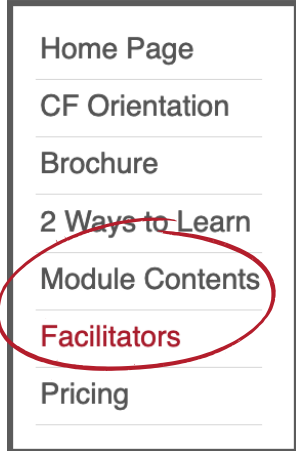 Home Page
CF Orientation
Brochure
2 Ways to Learn
Module Contents
Facilitators
Pricing